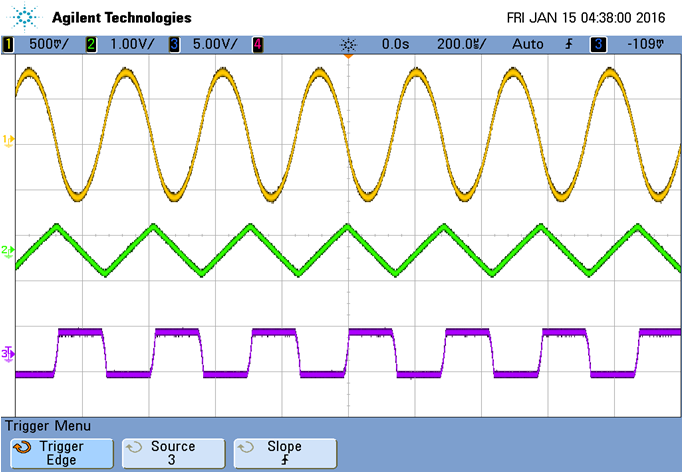 Agilent Technologies FRI JAN 15 04:38:00 2016
1 500mV/ 2 1.00V/ 3 5.00V/ 4 0.0s 200.0us/ Auto 3 -109mV
1
2
3
Trigger Menu
Trigger Source Slope
Edge 3